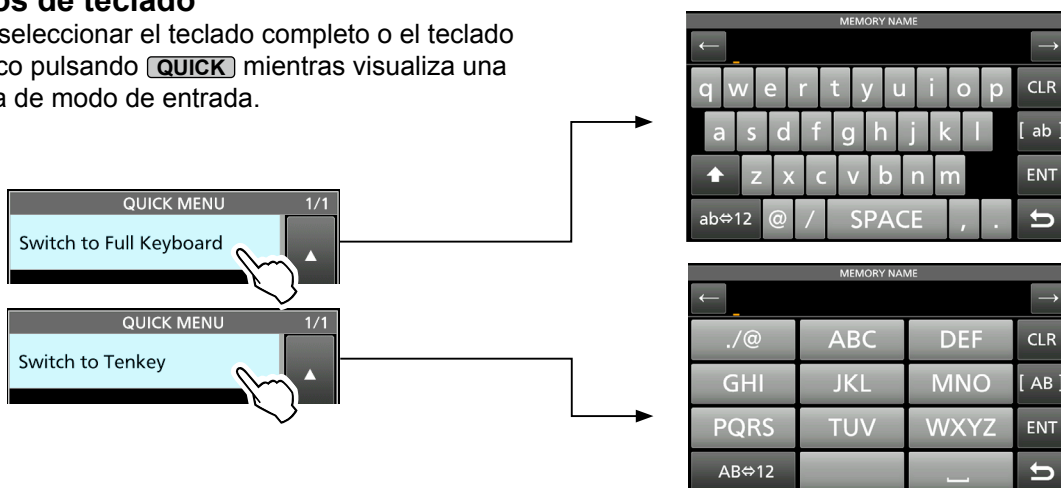 os de teclado
seleccionar el teclado completo o el teclado
co pulsando QUICK mientras visualiza una
a de modo de entrada.
QUICK MENU 1/1
Switch to Full Keyboard
▲
QUICK MENU 1/1
Switch to Tenkey
▲
MEMORY NAME
← _ →
q w e r t y u i o p CLR
a s d f g h j k l [ ab ]
z x c v b n m ENT
ab⇔12 @ / SPACE , .
MEMORY NAME
← _ →
./@ ABC DEF CLR
GHI JKL MNO [ AB ]
PQRS TUV WXYZ ENT
AB⇔12 ⎵